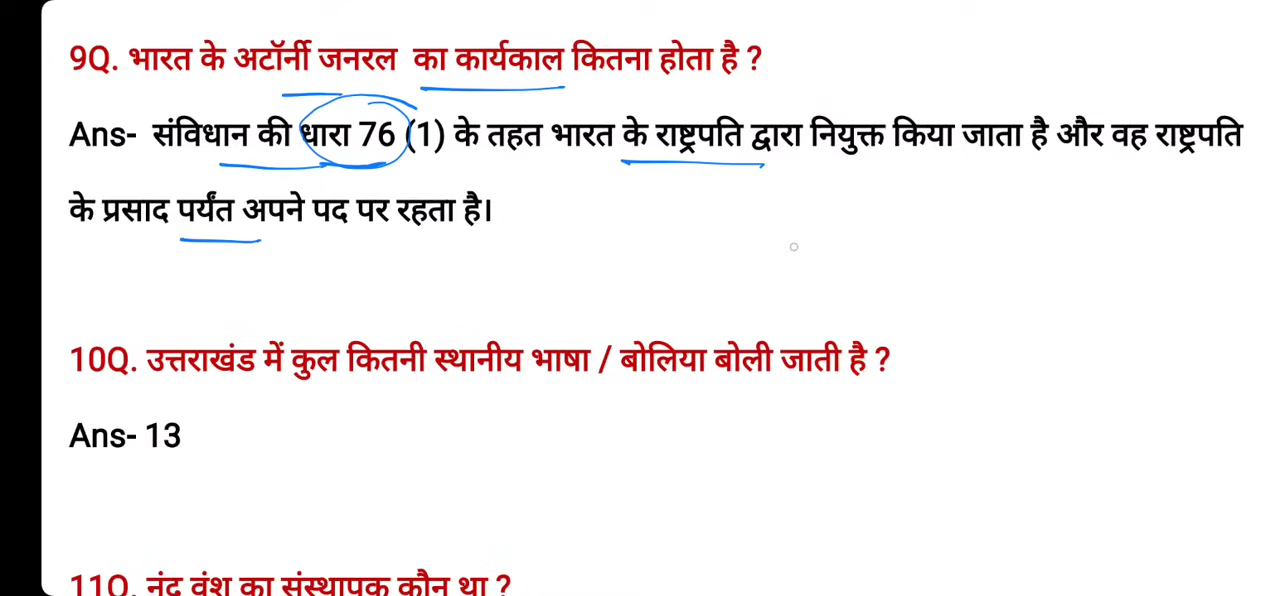 9Q. भारत के अटॉर्नी जनरल का कार्यकाल कितना होता है ?
Ans- संविधान की धारा 76 (1) के तहत भारत के राष्ट्रपति द्वारा नियुक्त किया जाता है और वह राष्ट्रपति
के प्रसाद पर्यंत अपने पद पर रहता है।
10Q. उत्तराखंड में कुल कितनी स्थानीय भाषा / बोलिया बोली जाती है ?
Ans- 13
11Q. नंद वंश का संस्थापक कौन था ?